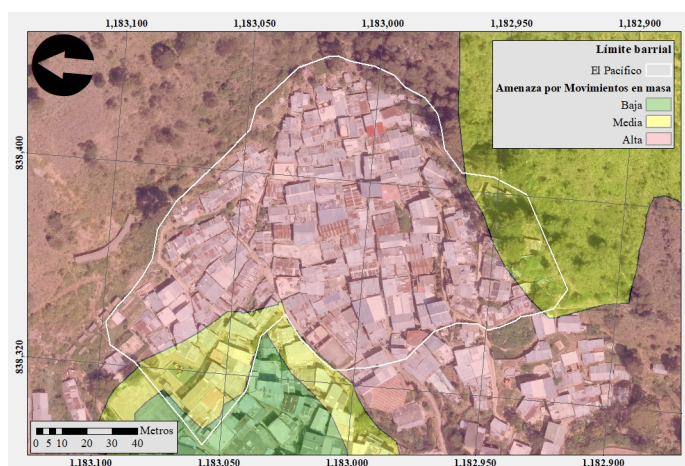 1,183,100 1,183,050 1,183,000 1,182,950 1,182,900
Límite barrial
El Pacífico
Amenaza por Movimientos en masa
Baja
Media
Alta
838,400
838,320
Metros
0 5 10 20 30 40
1,183,100 1,183,050 1,183,000 1,182,950 1,182,900